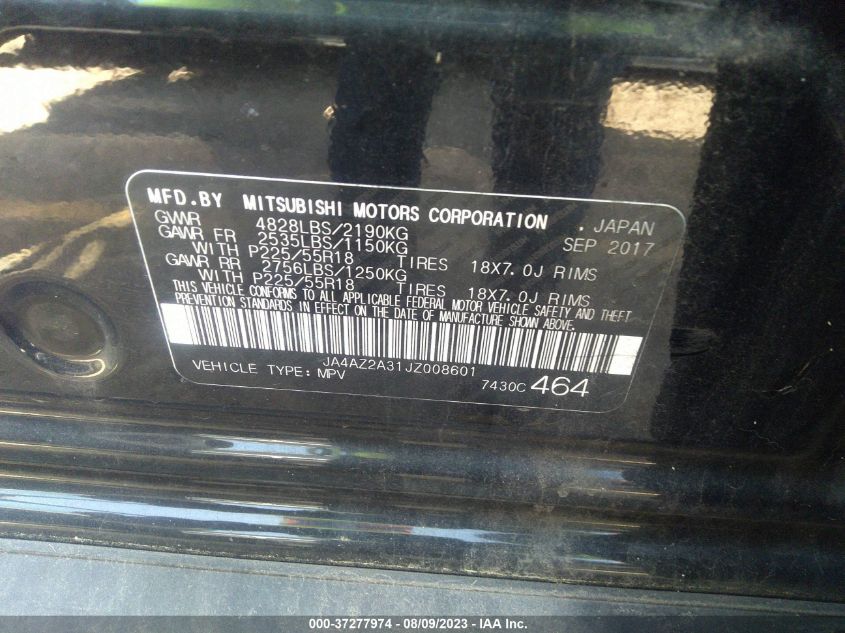 MFD.BY MITSUBISHI MOTORS CORPORATION . JAPAN
GVWR 4828LBS/2190KG SEP 2017
GAWR FR 2535LBS/1150KG
WITH P225/55R18 TIRES 18X7.0J RIMS
GAWR RR 2756LBS/1250KG
WITH P225/55R18 TIRES 18X7.0J RIMS
THIS VEHICLE CONFORMS TO ALL APPLICABLE FEDERAL MOTOR VEHICLE SAFETY AND THEFT
PREVENTION STANDARDS IN EFFECT ON THE DATE OF MANUFACTURE SHOWN ABOVE.
JA4AZ2A31JZ008601
VEHICLE TYPE: MPV 7430C 464
000-37277974 - 08/09/2023 - IAA Inc.